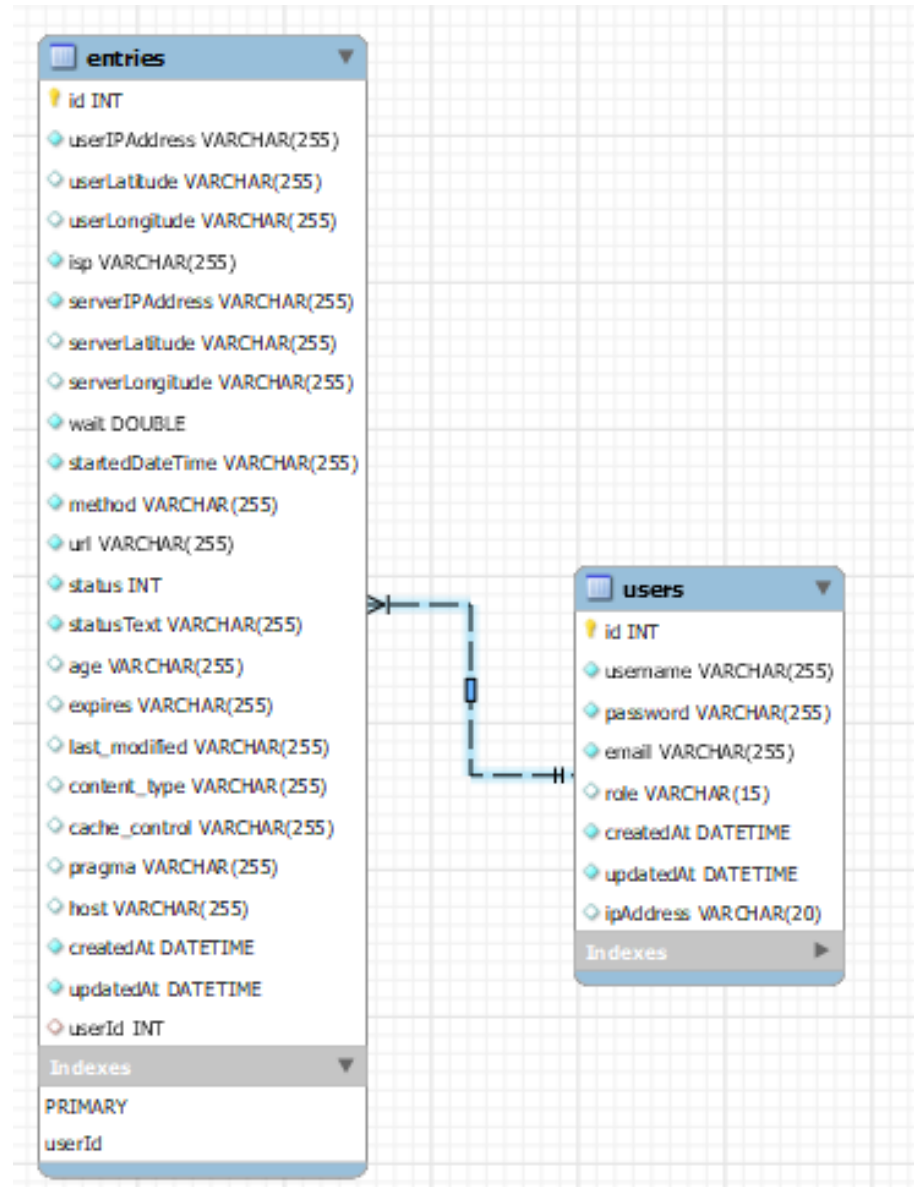 entries
id INT
userIPAddress VARCHAR(255)
userLatitude VARCHAR(255)
userLongitude VARCHAR(255)
isp VARCHAR(255)
serverIPAddress VARCHAR(255)
serverLatitude VARCHAR(255)
serverLongitude VARCHAR(255)
wait DOUBLE
startedDateTime VARCHAR(255)
method VARCHAR(255)
url VARCHAR(255)
status INT
statusText VARCHAR(255)
age VARCHAR(255)
expires VARCHAR(255)
last_modified VARCHAR(255)
content_type VARCHAR(255)
cache_control VARCHAR(255)
pragma VARCHAR(255)
host VARCHAR(255)
createdAt DATETIME
updatedAt DATETIME
userId INT
Indexes
PRIMARY
userId
users
id INT
username VARCHAR(255)
password VARCHAR(255)
email VARCHAR(255)
role VARCHAR(15)
createdAt DATETIME
updatedAt DATETIME
ipAddress VARCHAR(20)
Indexes